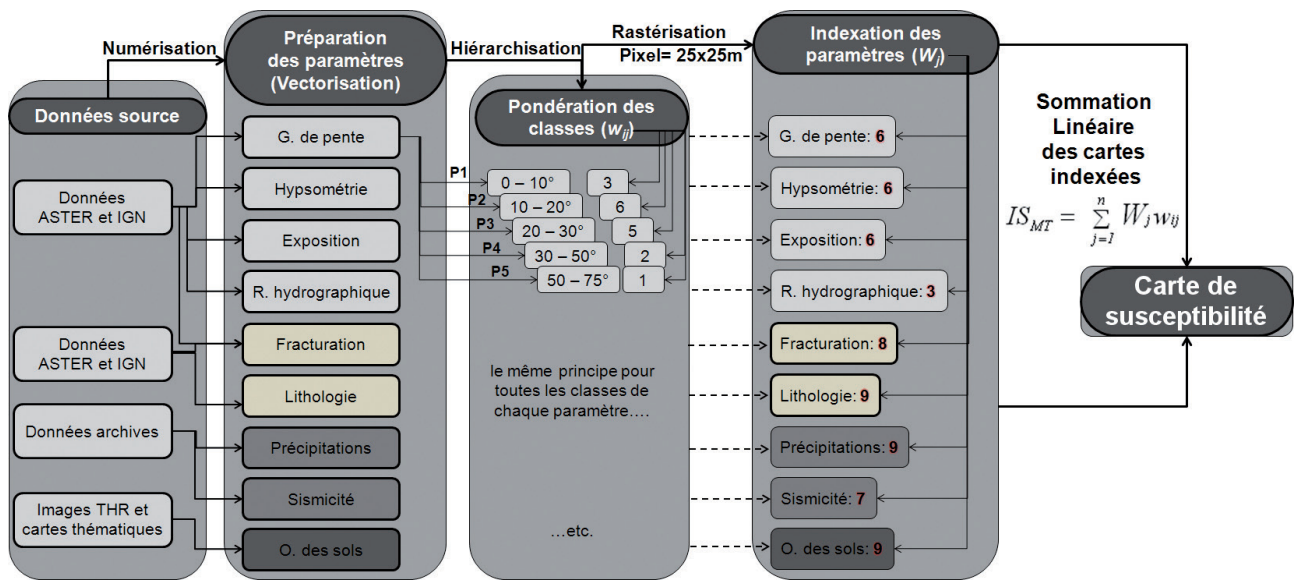 Numérisation
Préparation
des paramètres
(Vectorisation)
Hiérarchisation
Rastérisation
Pixel= 25x25m
Indexation des
paramètres (Wj)
Données source
Données
ASTER et IGN
Données
ASTER et IGN
Données archives
Images THR et
cartes thématiques
G. de pente
Hypsométrie
Exposition
R. hydrographique
Fracturation
Lithologie
Précipitations
Sismicité
O. des sols
Pondération des
classes (wij)
P1
0 – 10° 3
P2
10 – 20° 6
P3
20 – 30° 5
P4
30 – 50° 2
P5
50 – 75° 1
le même principe pour
toutes les classes de
chaque paramètre….
…etc.
G. de pente: 6
Hypsométrie: 6
Exposition: 6
R. hydrographique: 3
Fracturation: 8
Lithologie: 9
Précipitations: 9
Sismicité: 7
O. des sols: 9
Sommation
Linéaire
des cartes
indexées
IS_MT = ∑_{j=1}^{n} W_j w_ij
Carte de
susceptibilité